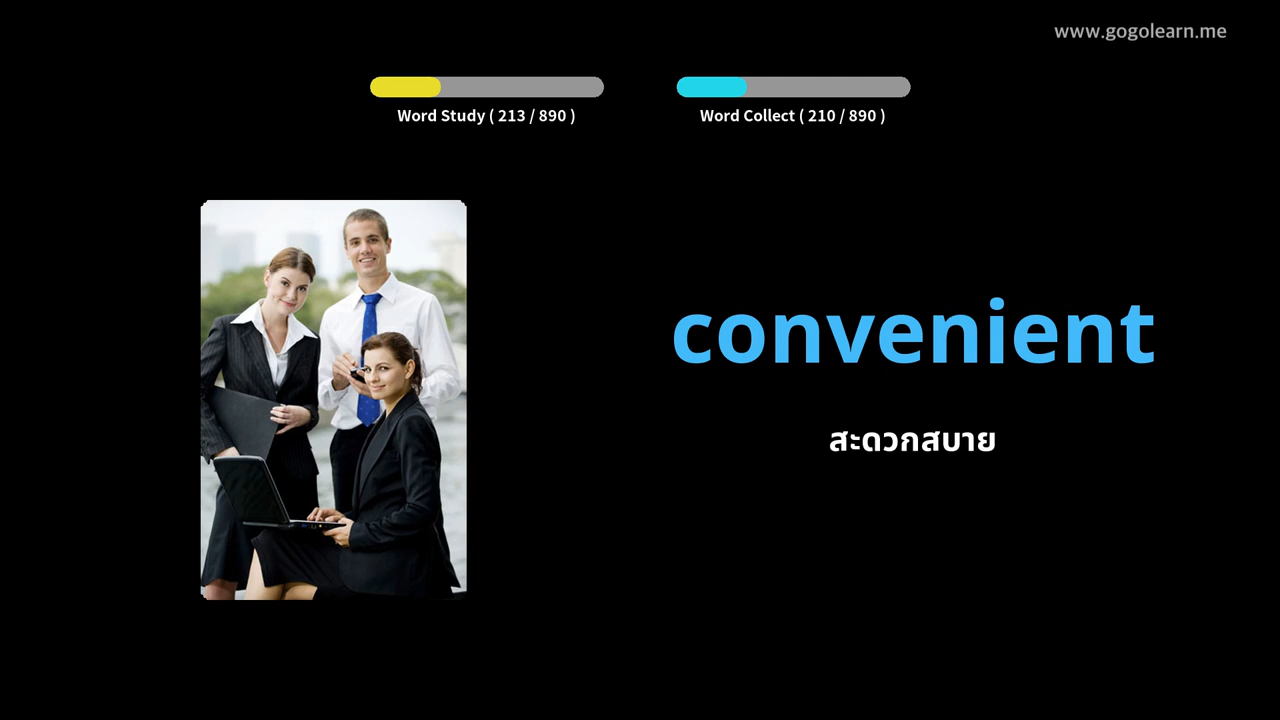 www.gogolearn.me
Word Study ( 213 / 890 )
Word Collect ( 210 / 890 )
convenient
สะดวกสบาย